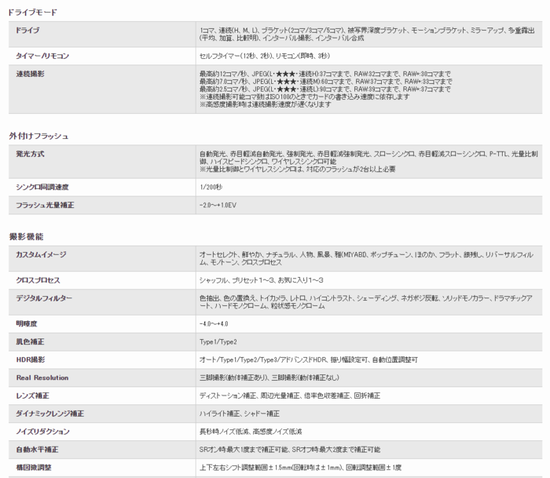 ドライブモード
ドライブ
1コマ、連続(H, M, L)、ブラケット(2コマ/3コマ/5コマ)、被写界深度ブラケット、モーションブラケット、ミラーアップ、多重露出
(平均、加算、比較明)、インターバル撮影、インターバル合成
タイマー/リモコン
セルフタイマー(12秒、2秒)、リモコン(即時、3秒)
連続撮影
最高約12コマ/秒、JPEG(L・★★★・連続H):37コマまで、RAW:32コマまで、RAW+:30コマまで
最高約7.0コマ/秒、JPEG(L・★★★・連続M):60コマまで、RAW:37コマまで、RAW+:33コマまで
最高約2.5コマ/秒、JPEG(L・★★★・連続L):90コマまで、RAW:39コマまで、RAW+:37コマまで
※連続撮影可能コマ数はISO100のときでカードの書き込み速度に依存します
※高感度撮影時は連続撮影速度が遅くなります
外付けフラッシュ
発光方式
自動発光、赤目軽減自動発光、強制発光、赤目軽減強制発光、スローシンクロ、赤目軽減スローシンクロ、P-TTL、光量比制
御、ハイスピードシンクロ、ワイヤレスシンクロ可能
※光量比制御とワイヤレスシンクロは、対応のフラッシュが2台以上必要
シンクロ同調速度
1/200秒
フラッシュ光量補正
-2.0～+1.0EV
撮影機能
カスタムイメージ
オートセレクト、鮮やか、ナチュラル、人物、風景、雅(MIYABI)、ポップチューン、ほのか、フラット、銀残し、リバーサルフィル
ム、モノトーン、クロスプロセス
クロスプロセス
シャッフル、プリセット1～3、お気に入り1～3
デジタルフィルター
色抽出、色の置換え、トイカメラ、レトロ、ハイコントラスト、シェーディング、ネガポジ反転、ソリッドモノカラー、ドラマチックア
ート、ハードモノクローム、粒状感モノクローム
明瞭度
-4.0～+4.0
肌色補正
Type1/Type2
HDR撮影
オート/Type1/Type2/Type3/アドバンスドHDR、振り幅設定可、自動位置調整可
Real Resolution
三脚撮影(動体補正あり)、三脚撮影(動体補正なし)
レンズ補正
ディストーション補正、周辺光量補正、倍率色収差補正、回折補正
ダイナミックレンジ補正
ハイライト補正、シャドー補正
ノイズリダクション
長秒時ノイズ低減、高感度ノイズ低減
自動水平補正
SRオン時:最大1度まで補正可能、SRオフ時:最大2度まで補正可能
構図微調整
上下左右シフト調整範囲±1.5mm(回転時は±1mm)、回転調整範囲±1度